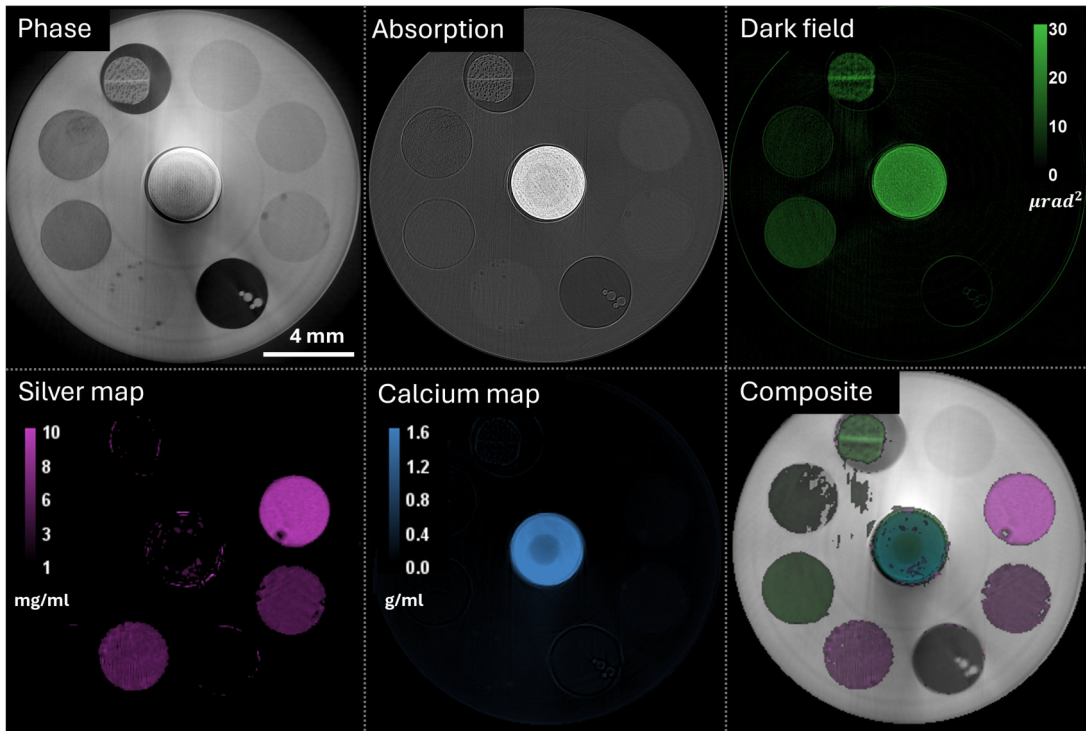 Phase
Absorption
Dark field
30
20
10
0
μrad²
4 mm
Silver map
10
8
6
3
1
mg/ml
Calcium map
1.6
1.2
0.8
0.4
0.0
g/ml
Composite